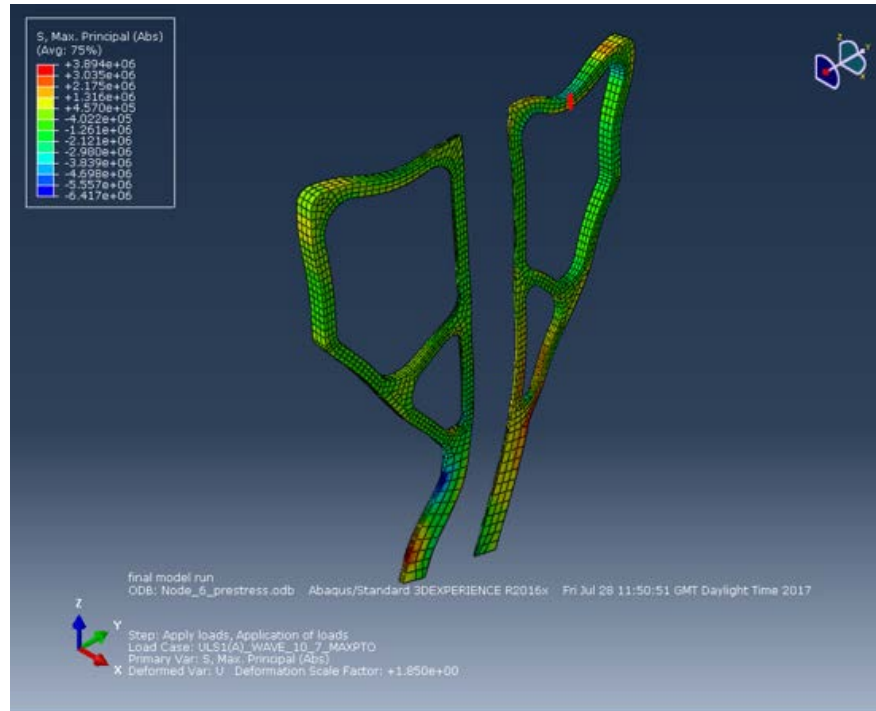 S, Max. Principal (Abs)
(Avg: 75%)
+3.894e+06
+3.035e+06
+2.175e+06
+1.316e+06
+4.570e+05
-4.022e+05
-1.261e+06
-2.121e+06
-2.980e+06
-3.839e+06
-4.698e+06
-5.557e+06
-6.417e+06
Z
Y
X
final model run
ODB: Node_6_prestress.odb Abaqus/Standard 3DEXPERIENCE R2016x Fri Jul 28 11:50:51 GMT Daylight Time 2017
Z
Y
X
Step: Apply loads, Application of loads
Load Case: ULS1(A)_WAVE_10_7_MAXPTO
Primary Var: S, Max. Principal (Abs)
Deformed Var: U Deformation Scale Factor: +1.850e+00